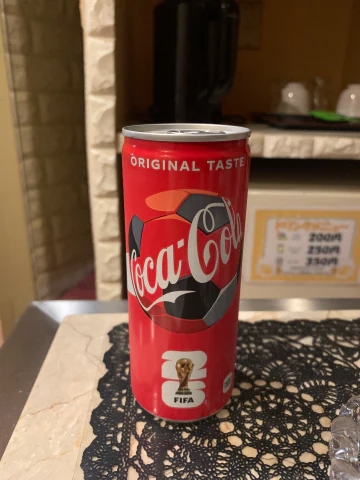 ORIGINAL TASTE
Coca-Cola
26
FIFA
200円
250円
350円